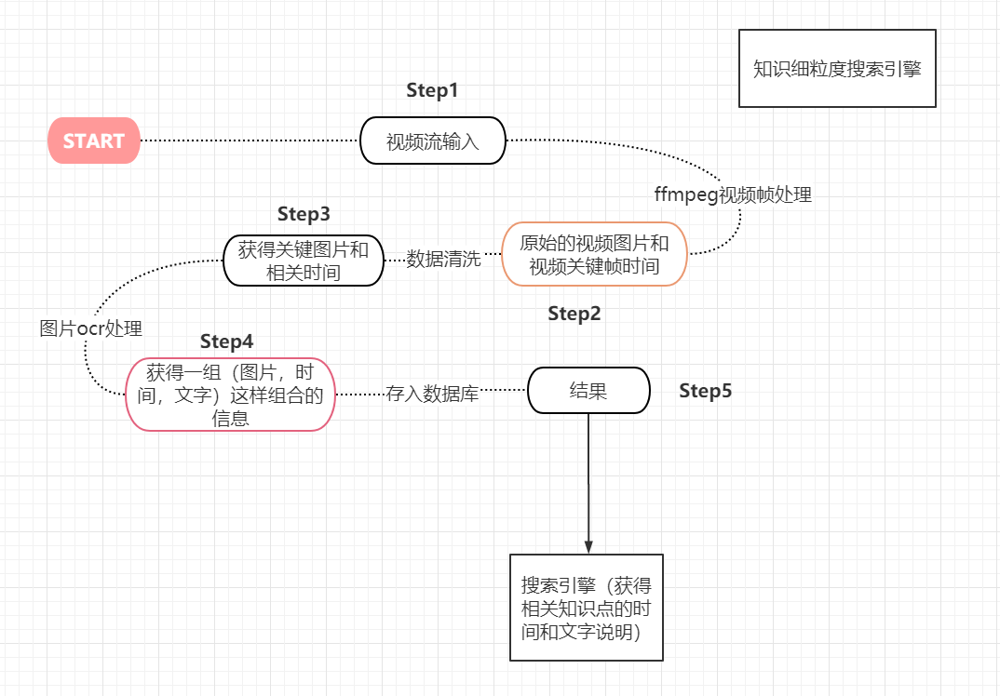 知识细粒度搜索引擎
Step1
START
视频流输入
ffmpeg视频帧处理
Step3
获得关键图片和
相关时间
数据清洗
原始的视频图片和
视频关键帧时间
Step2
图片ocr处理
Step4
获得一组（图片，时
间，文字）这样组合的
信息
存入数据库
结果
Step5
搜索引擎（获得
相关知识点的时
间和文字说明）